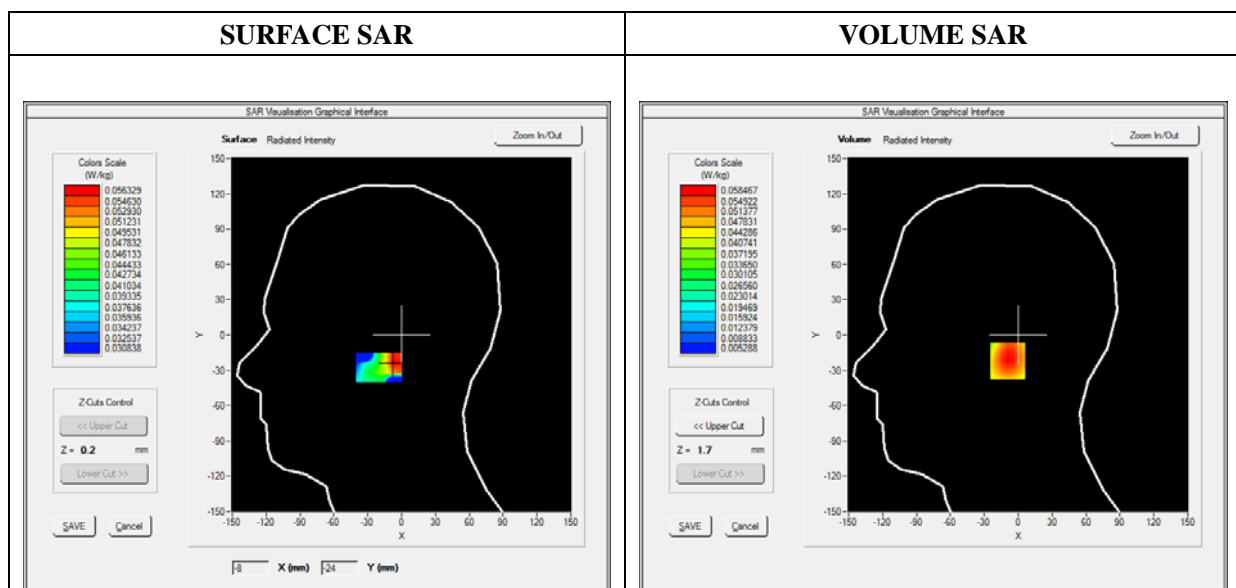 SURFACE SAR
VOLUME SAR
SAR Visualisation Graphical Interface
Surface Radiated Intensity
Zoom In/Out
Colors Scale
(W/kg)
0.056329
0.054630
0.052930
0.051231
0.049531
0.047832
0.046133
0.044433
0.042734
0.041034
0.039335
0.037636
0.035936
0.034237
0.032537
0.030838
150
120
90
60
30
0
-30
-60
-90
-120
-150
Y
-150 -120 -90 -60 -30 0 30 60 90 120 150
X
Z-Cuts Control
<< Upper Cut
Z = 0.2 mm
Lower Cut >>
SAVE Cancel
-8 X (mm) -24 Y (mm)
SAR Visualisation Graphical Interface
Volume Radiated Intensity
Zoom In/Out
Colors Scale
(W/kg)
0.058467
0.054922
0.051377
0.047831
0.044286
0.040741
0.037195
0.033650
0.030105
0.026560
0.023014
0.019469
0.015924
0.012379
0.008833
0.005288
150
120
90
60
30
0
-30
-60
-90
-120
-150
Y
-150 -120 -90 -60 -30 0 30 60 90 120 150
X
Z-Cuts Control
<< Upper Cut
Z = 1.7 mm
Lower Cut >>
SAVE Cancel